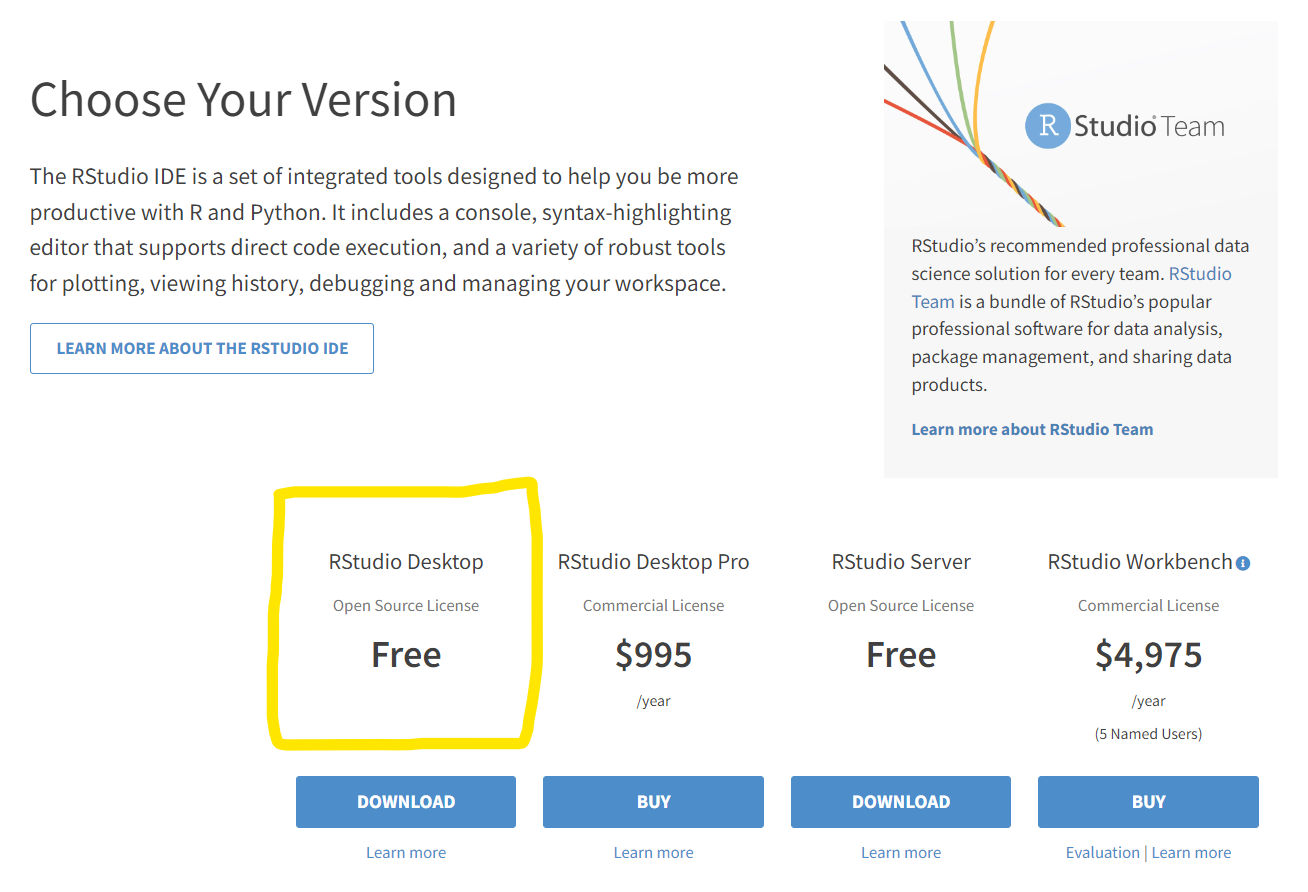 Choose Your Version
The RStudio IDE is a set of integrated tools designed to help you be more
productive with R and Python. It includes a console, syntax-highlighting
editor that supports direct code execution, and a variety of robust tools
for plotting, viewing history, debugging and managing your workspace.
LEARN MORE ABOUT THE RSTUDIO IDE
R Studio® Team
RStudio’s recommended professional data
science solution for every team. RStudio
Team is a bundle of RStudio’s popular
professional software for data analysis,
package management, and sharing data
products.
Learn more about RStudio Team
RStudio Desktop
Open Source License
Free
DOWNLOAD
Learn more
RStudio Desktop Pro
Commercial License
$995
/year
BUY
Learn more
RStudio Server
Open Source License
Free
DOWNLOAD
Learn more
RStudio Workbench i
Commercial License
$4,975
/year
(5 Named Users)
BUY
Evaluation | Learn more